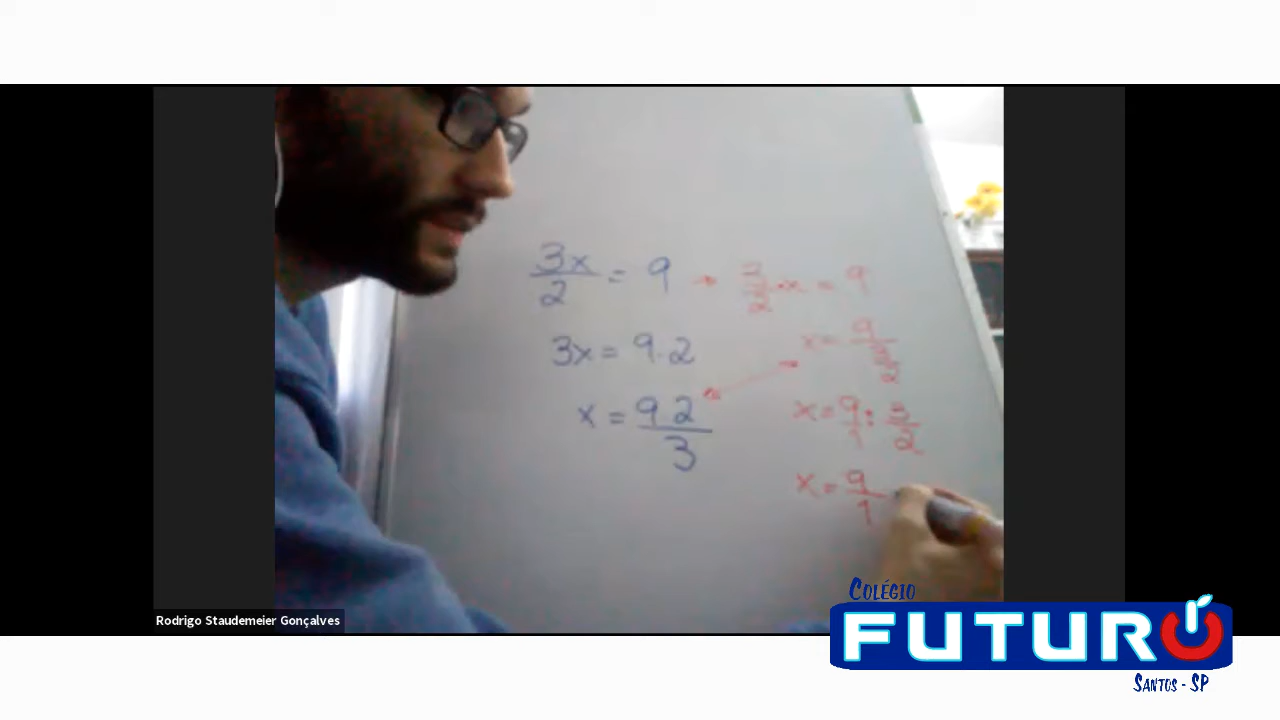 3x/2 = 9 → 3/2 · x = 9
3x = 9.2
x = 9/(3/2)
x = 9 2/3
x = 9/1 : 3/2
x = 9/1
Rodrigo Staudemeier Gonçalves
COLÉGIO
FUTURO
SANTOS - SP